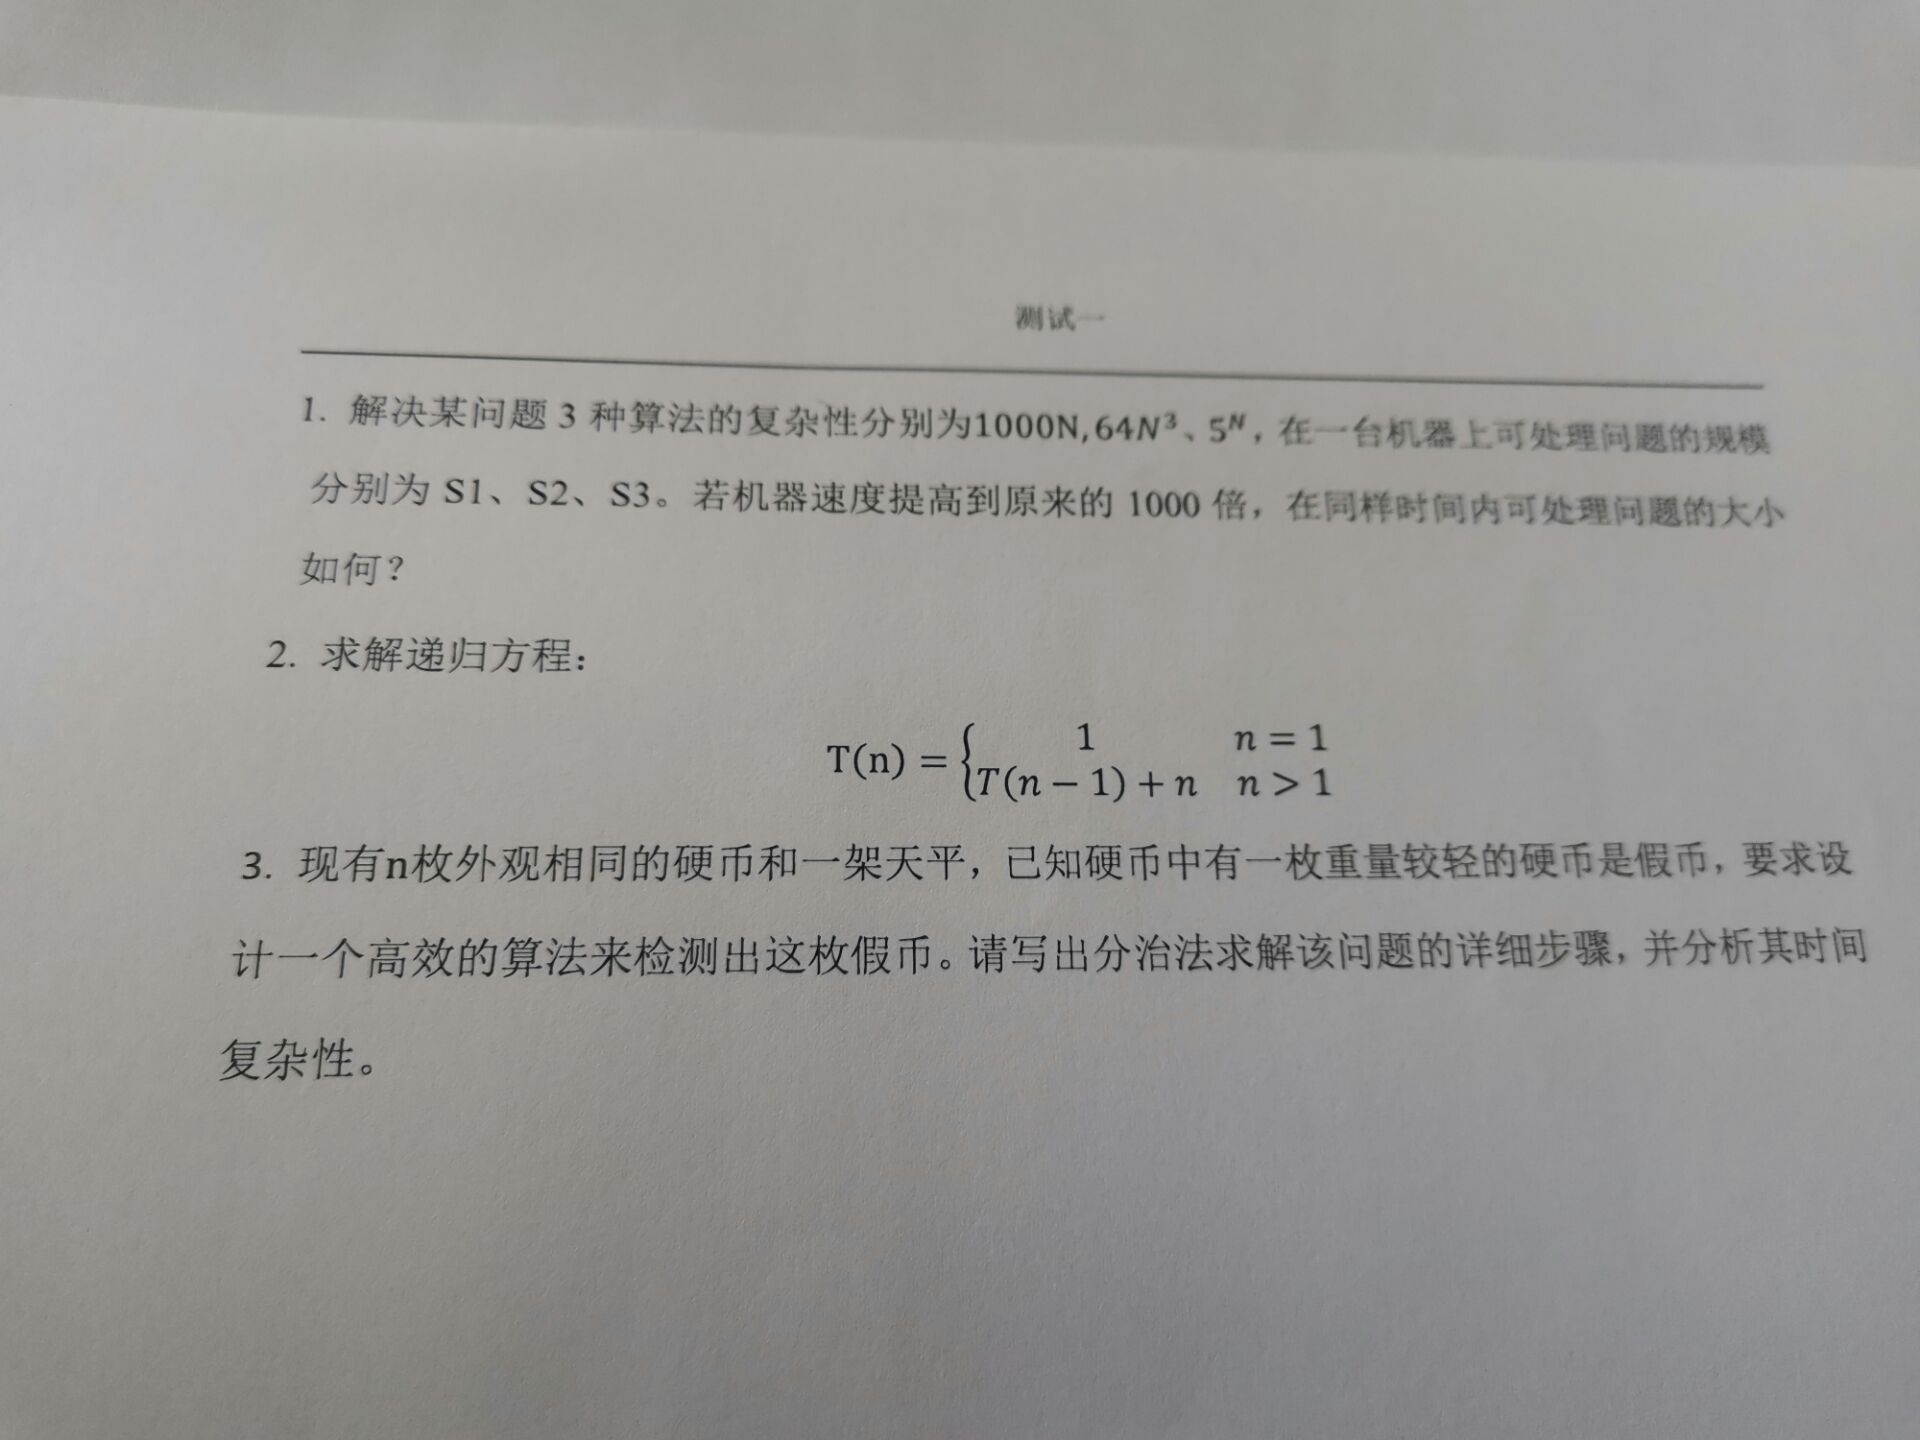 测试一
1. 解决某问题 3 种算法的复杂性分别为1000N,64N³、5ᴺ，在一台机器上可处理问题的规模
分别为 S1、S2、S3。若机器速度提高到原来的 1000 倍，在同样时间内可处理问题的大小
如何？
2. 求解递归方程：
T(n) = { 1 n = 1
T(n − 1) + n n > 1
3. 现有n枚外观相同的硬币和一架天平，已知硬币中有一枚重量较轻的硬币是假币，要求设
计一个高效的算法来检测出这枚假币。请写出分治法求解该问题的详细步骤，并分析其时间
复杂性。